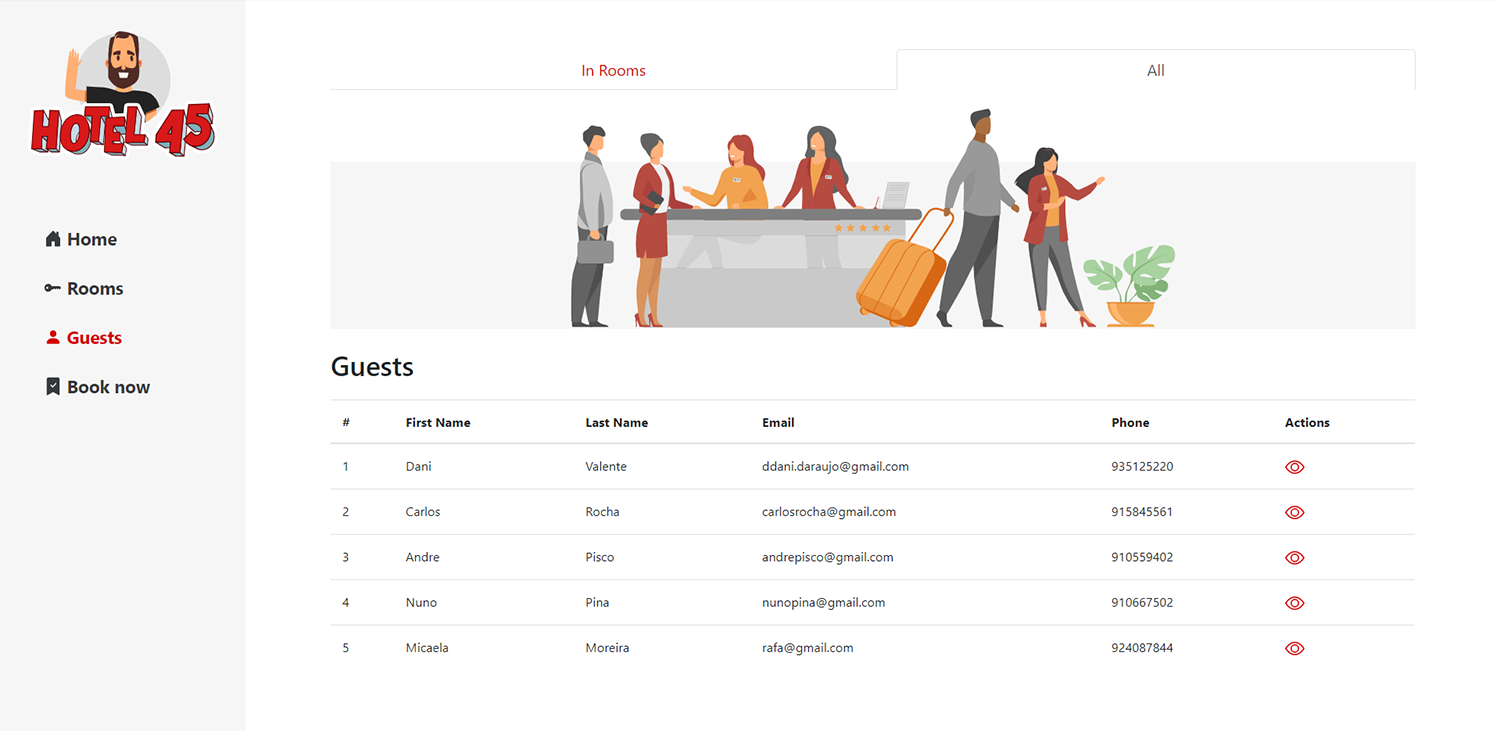 HOTEL 45
Home
Rooms
Guests
Book now
In Rooms
All
Guests
# First Name Last Name Email Phone Actions
1 Dani Valente ddani.daraujo@gmail.com 935125220
2 Carlos Rocha carlosrocha@gmail.com 915845561
3 Andre Pisco andrepisco@gmail.com 910559402
4 Nuno Pina nunopina@gmail.com 910667502
5 Micaela Moreira rafa@gmail.com 924087844